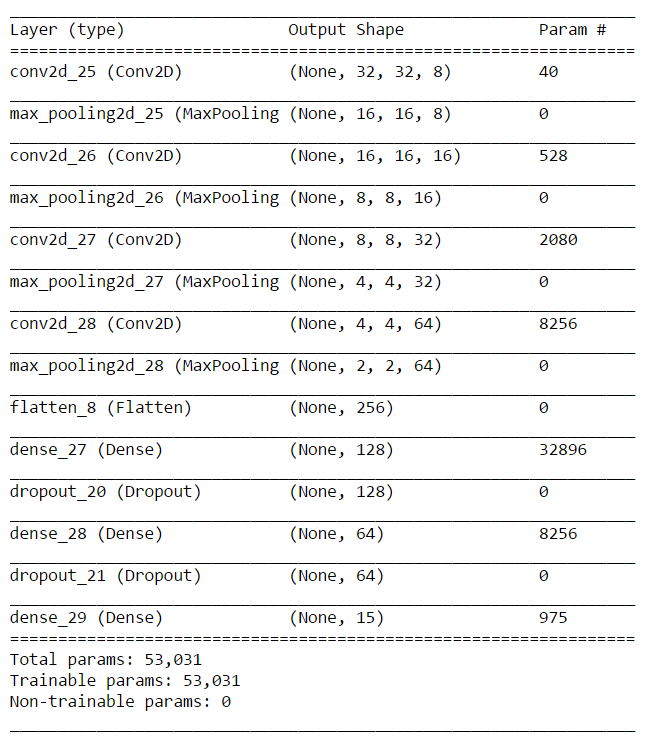 _________________________________________________________________
Layer (type)                 Output Shape              Param #
=================================================================
conv2d_25 (Conv2D)           (None, 32, 32, 8)         40
_________________________________________________________________
max_pooling2d_25 (MaxPooling (None, 16, 16, 8)         0
_________________________________________________________________
conv2d_26 (Conv2D)           (None, 16, 16, 16)        528
_________________________________________________________________
max_pooling2d_26 (MaxPooling (None, 8, 8, 16)          0
_________________________________________________________________
conv2d_27 (Conv2D)           (None, 8, 8, 32)          2080
_________________________________________________________________
max_pooling2d_27 (MaxPooling (None, 4, 4, 32)          0
_________________________________________________________________
conv2d_28 (Conv2D)           (None, 4, 4, 64)          8256
_________________________________________________________________
max_pooling2d_28 (MaxPooling (None, 2, 2, 64)          0
_________________________________________________________________
flatten_8 (Flatten)          (None, 256)               0
_________________________________________________________________
dense_27 (Dense)             (None, 128)               32896
_________________________________________________________________
dropout_20 (Dropout)         (None, 128)               0
_________________________________________________________________
dense_28 (Dense)             (None, 64)                8256
_________________________________________________________________
dropout_21 (Dropout)         (None, 64)                0
_________________________________________________________________
dense_29 (Dense)             (None, 15)                975
=================================================================
Total params: 53,031
Trainable params: 53,031
Non-trainable params: 0
_________________________________________________________________